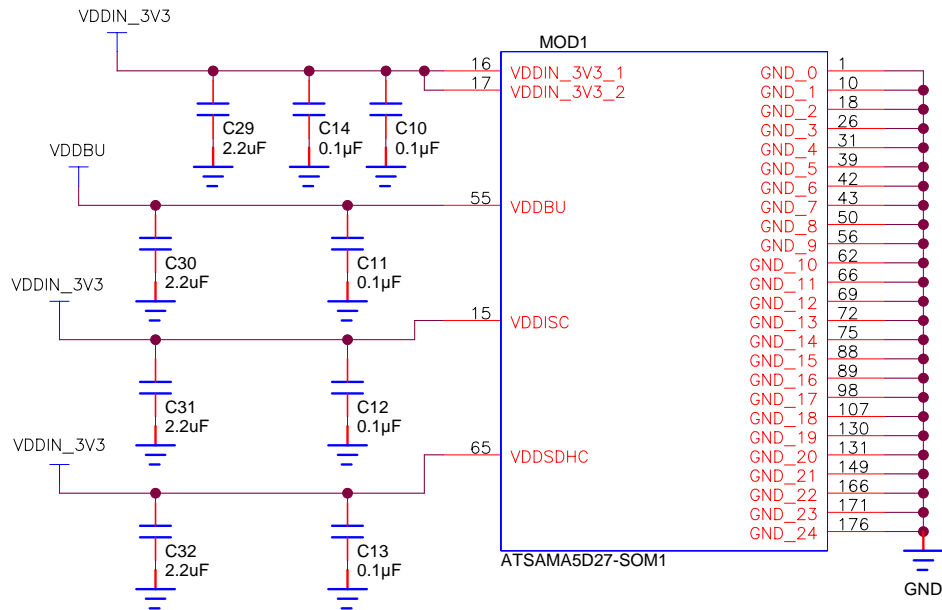 VDDIN_3V3
MOD1
16 VDDIN_3V3_1 GND_0 1
17 VDDIN_3V3_2 GND_1 10
GND_2 18
C29 C14 C10 GND_3 26
2.2uF 0.1µF 0.1µF GND_4 31
VDDBU GND_5 39
GND_6 42
55 VDDBU GND_7 43
GND_8 50
GND_9 56
C30 C11 GND_10 62
2.2uF 0.1µF GND_11 66
VDDIN_3V3 GND_12 69
15 VDDISC GND_13 72
GND_14 75
GND_15 88
GND_16 89
C31 C12 GND_17 98
2.2uF 0.1µF GND_18 107
VDDIN_3V3 GND_19 130
65 VDDSDHC GND_20 131
GND_21 149
GND_22 166
GND_23 171
GND_24 176
C32 C13
2.2uF 0.1µF
ATSAMA5D27-SOM1
GND